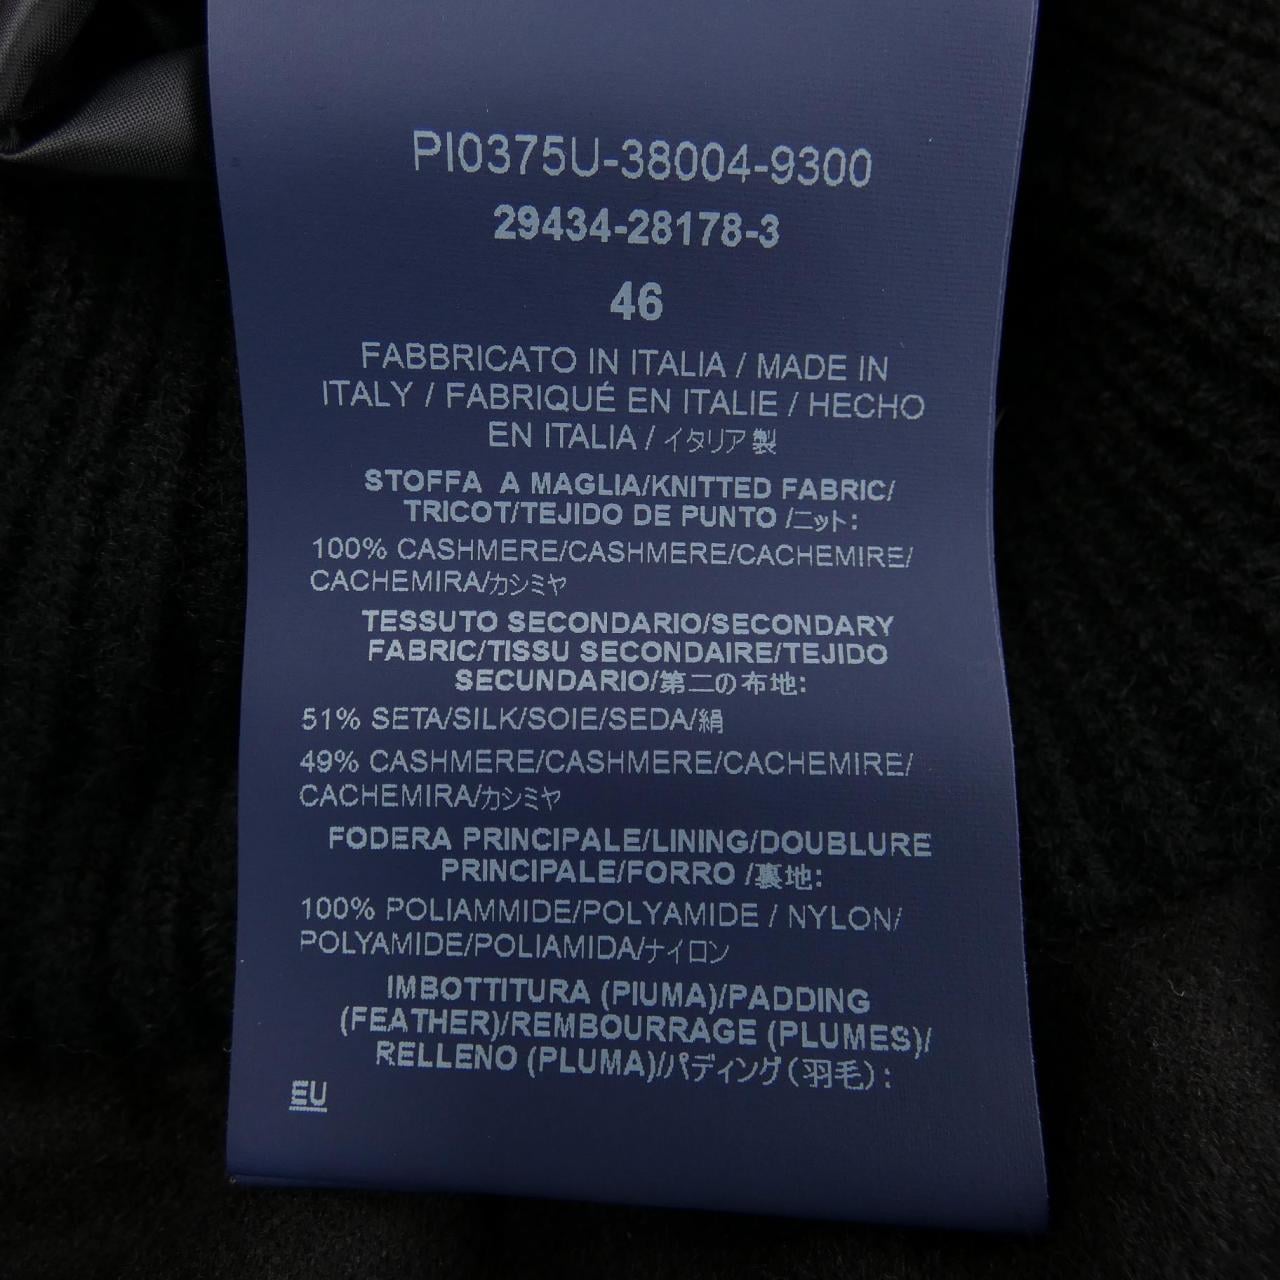 PI0375U-38004-9300
29434-28178-3
46
FABBRICATO IN ITALIA / MADE IN
ITALY / FABRIQUÉ EN ITALIE / HECHO
EN ITALIA / イタリア製
STOFFA A MAGLIA/KNITTED FABRIC/
TRICOT/TEJIDO DE PUNTO /ニット:
100% CASHMERE/CASHMERE/CACHEMIRE/
CACHEMIRA/カシミヤ
TESSUTO SECONDARIO/SECONDARY
FABRIC/TISSU SECONDAIRE/TEJIDO
SECUNDARIO/第二の布地:
51% SETA/SILK/SOIE/SEDA/絹
49% CASHMERE/CASHMERE/CACHEMIRE/
CACHEMIRA/カシミヤ
FODERA PRINCIPALE/LINING/DOUBLURE
PRINCIPALE/FORRO /裏地:
100% POLIAMMIDE/POLYAMIDE / NYLON/
POLYAMIDE/POLIAMIDA/ナイロン
IMBOTTITURA (PIUMA)/PADDING
(FEATHER)/REMBOURRAGE (PLUMES)/
RELLENO (PLUMA)/パディング(羽毛):
EU